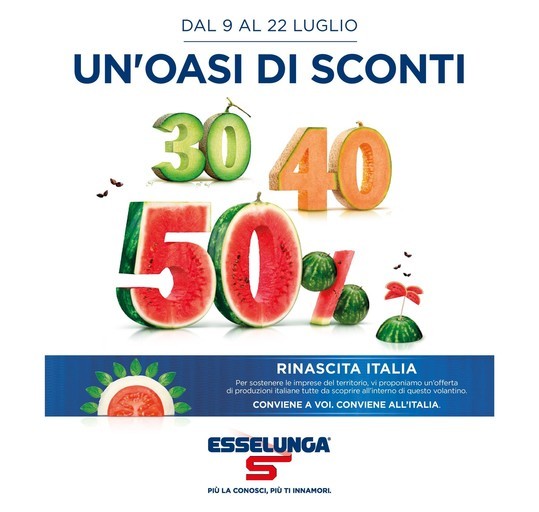 DAL 9 AL 22 LUGLIO
UN'OASI DI SCONTI
30
40
50%
RINASCITA ITALIA
Per sostenere le imprese del territorio, vi proponiamo un'offerta
di produzioni italiane tutte da scoprire all'interno di questo volantino.
CONVIENE A VOI. CONVIENE ALL'ITALIA.
ESSELUNGA®
S
PIÙ LA CONOSCI, PIÙ TI INNAMORI.